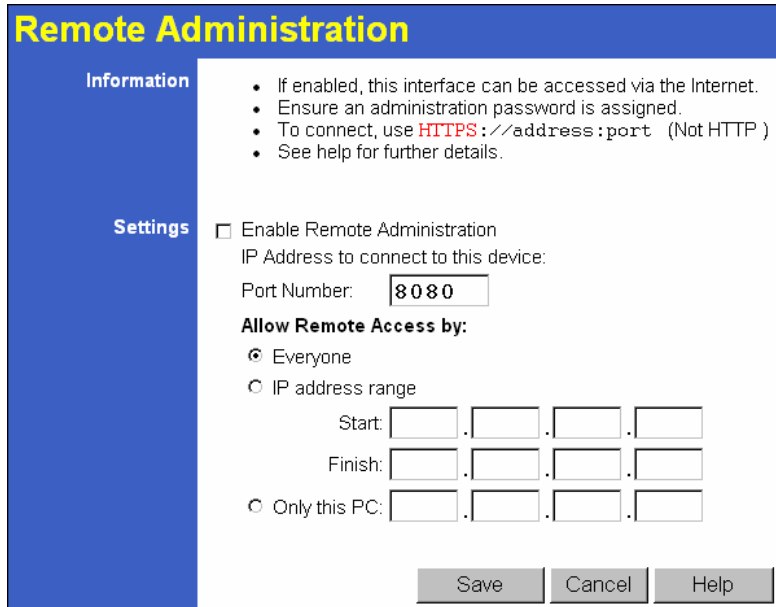 Remote Administration
Information
• If enabled, this interface can be accessed via the Internet.
• Ensure an administration password is assigned.
• To connect, use HTTPS://address:port (Not HTTP )
• See help for further details.
Settings
Enable Remote Administration
IP Address to connect to this device:
Port Number: 8080
Allow Remote Access by:
Everyone
IP address range
Start: . . .
Finish: . . .
Only this PC: . . .
Save Cancel Help